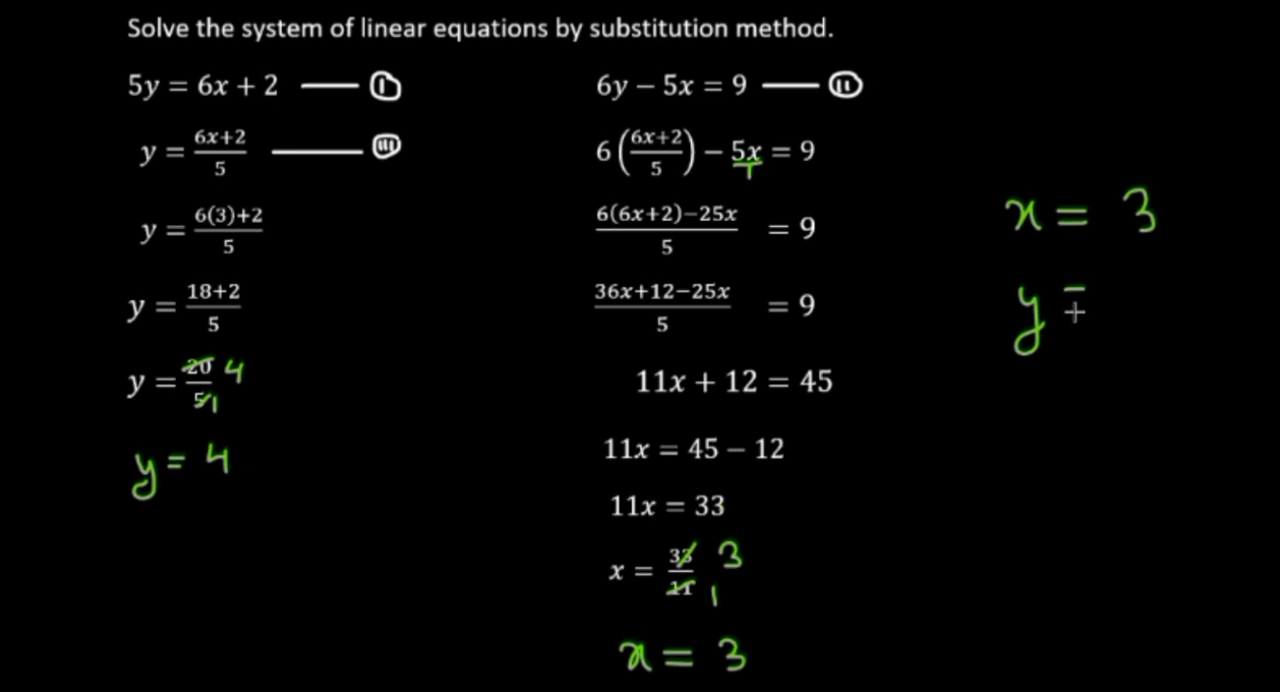 Solve the system of linear equations by substitution method.
5y = 6x + 2 —— (I)
y = (6x+2)/5 —— (III)
y = (6(3)+2)/5
y = (18+2)/5
y = 20/5 4 1
y = 4
6y − 5x = 9 —— (II)
6((6x+2)/5) − 5x/1 = 9
(6(6x+2)−25x)/5 = 9
(36x+12−25x)/5 = 9
11x + 12 = 45
11x = 45 − 12
11x = 33
x = 33/11 3 1
x = 3
x = 3
y =